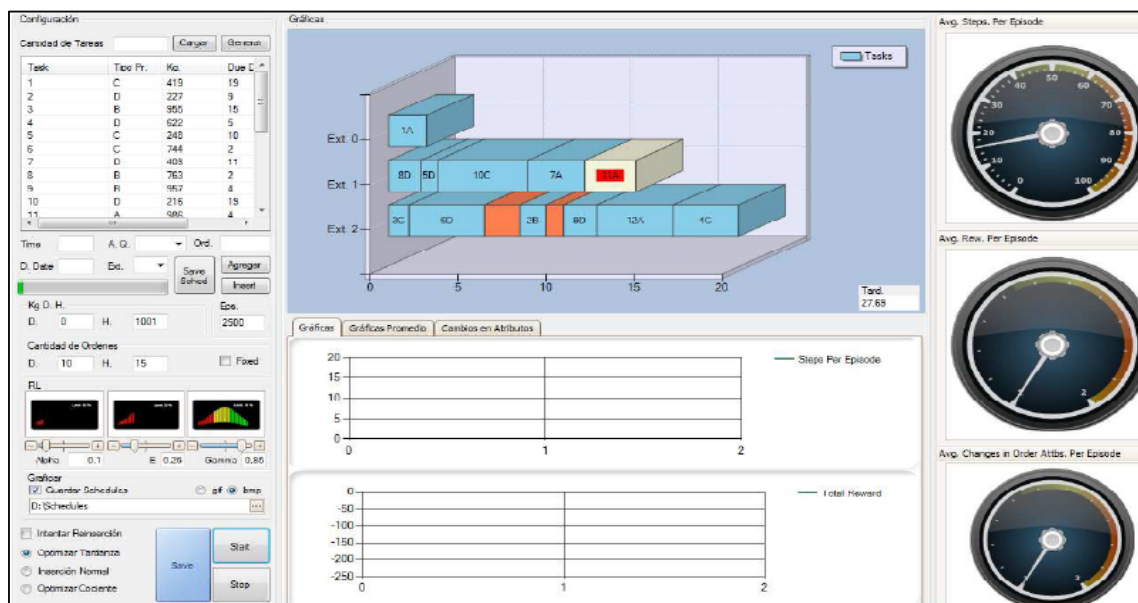 Configuración
Cantidad de Tareas
Cargar
Generar
Task Tipo Pr. Kg. Due D
1 C 419 19
2 D 227 9
3 B 955 15
4 D 622 5
5 C 248 10
6 C 744 2
7 D 403 11
8 B 763 2
9 B 957 4
10 D 216 19
11 A 986 4
Time A. Q. Ord.
D. Date Ext.
Save Sched
Agregar
Insert
Kg D. H.
D. 0 H. 1001
Eps.
2500
Cantidad de Ordenes
D. 10 H. 15
Fixed
RL
Alpha 0.1 E 0.26 Gamma 0.86
Graficar
Guardar Schedules
gif
bmp
D:\Schedules
...
Intentar Reinserción
Optimizar Tardanza
Inserción Normal
Optimizar Cociente
Save
Start
Stop
Gráficas
Tasks
Ext. 0
1A
Ext. 1
8D 5D 10C 7A
Ext. 2
3C 6D 2B 9D 12A 4C
0 5 10 15 20
Tard.
27.69
Gráficas
Gráficas Promedio
Cambios en Atributos
20
15
10
5
0
0 1 2
Steps Per Episode
0
-50
-100
-150
-200
-250
0 1 2
Total Reward
Avg. Steps. Per Episode
0 10 20 30 40 50 60 70 80 90 100
Avg. Rew. Per Episode
2
Avg. Changes in Order Attbs. Per Episode